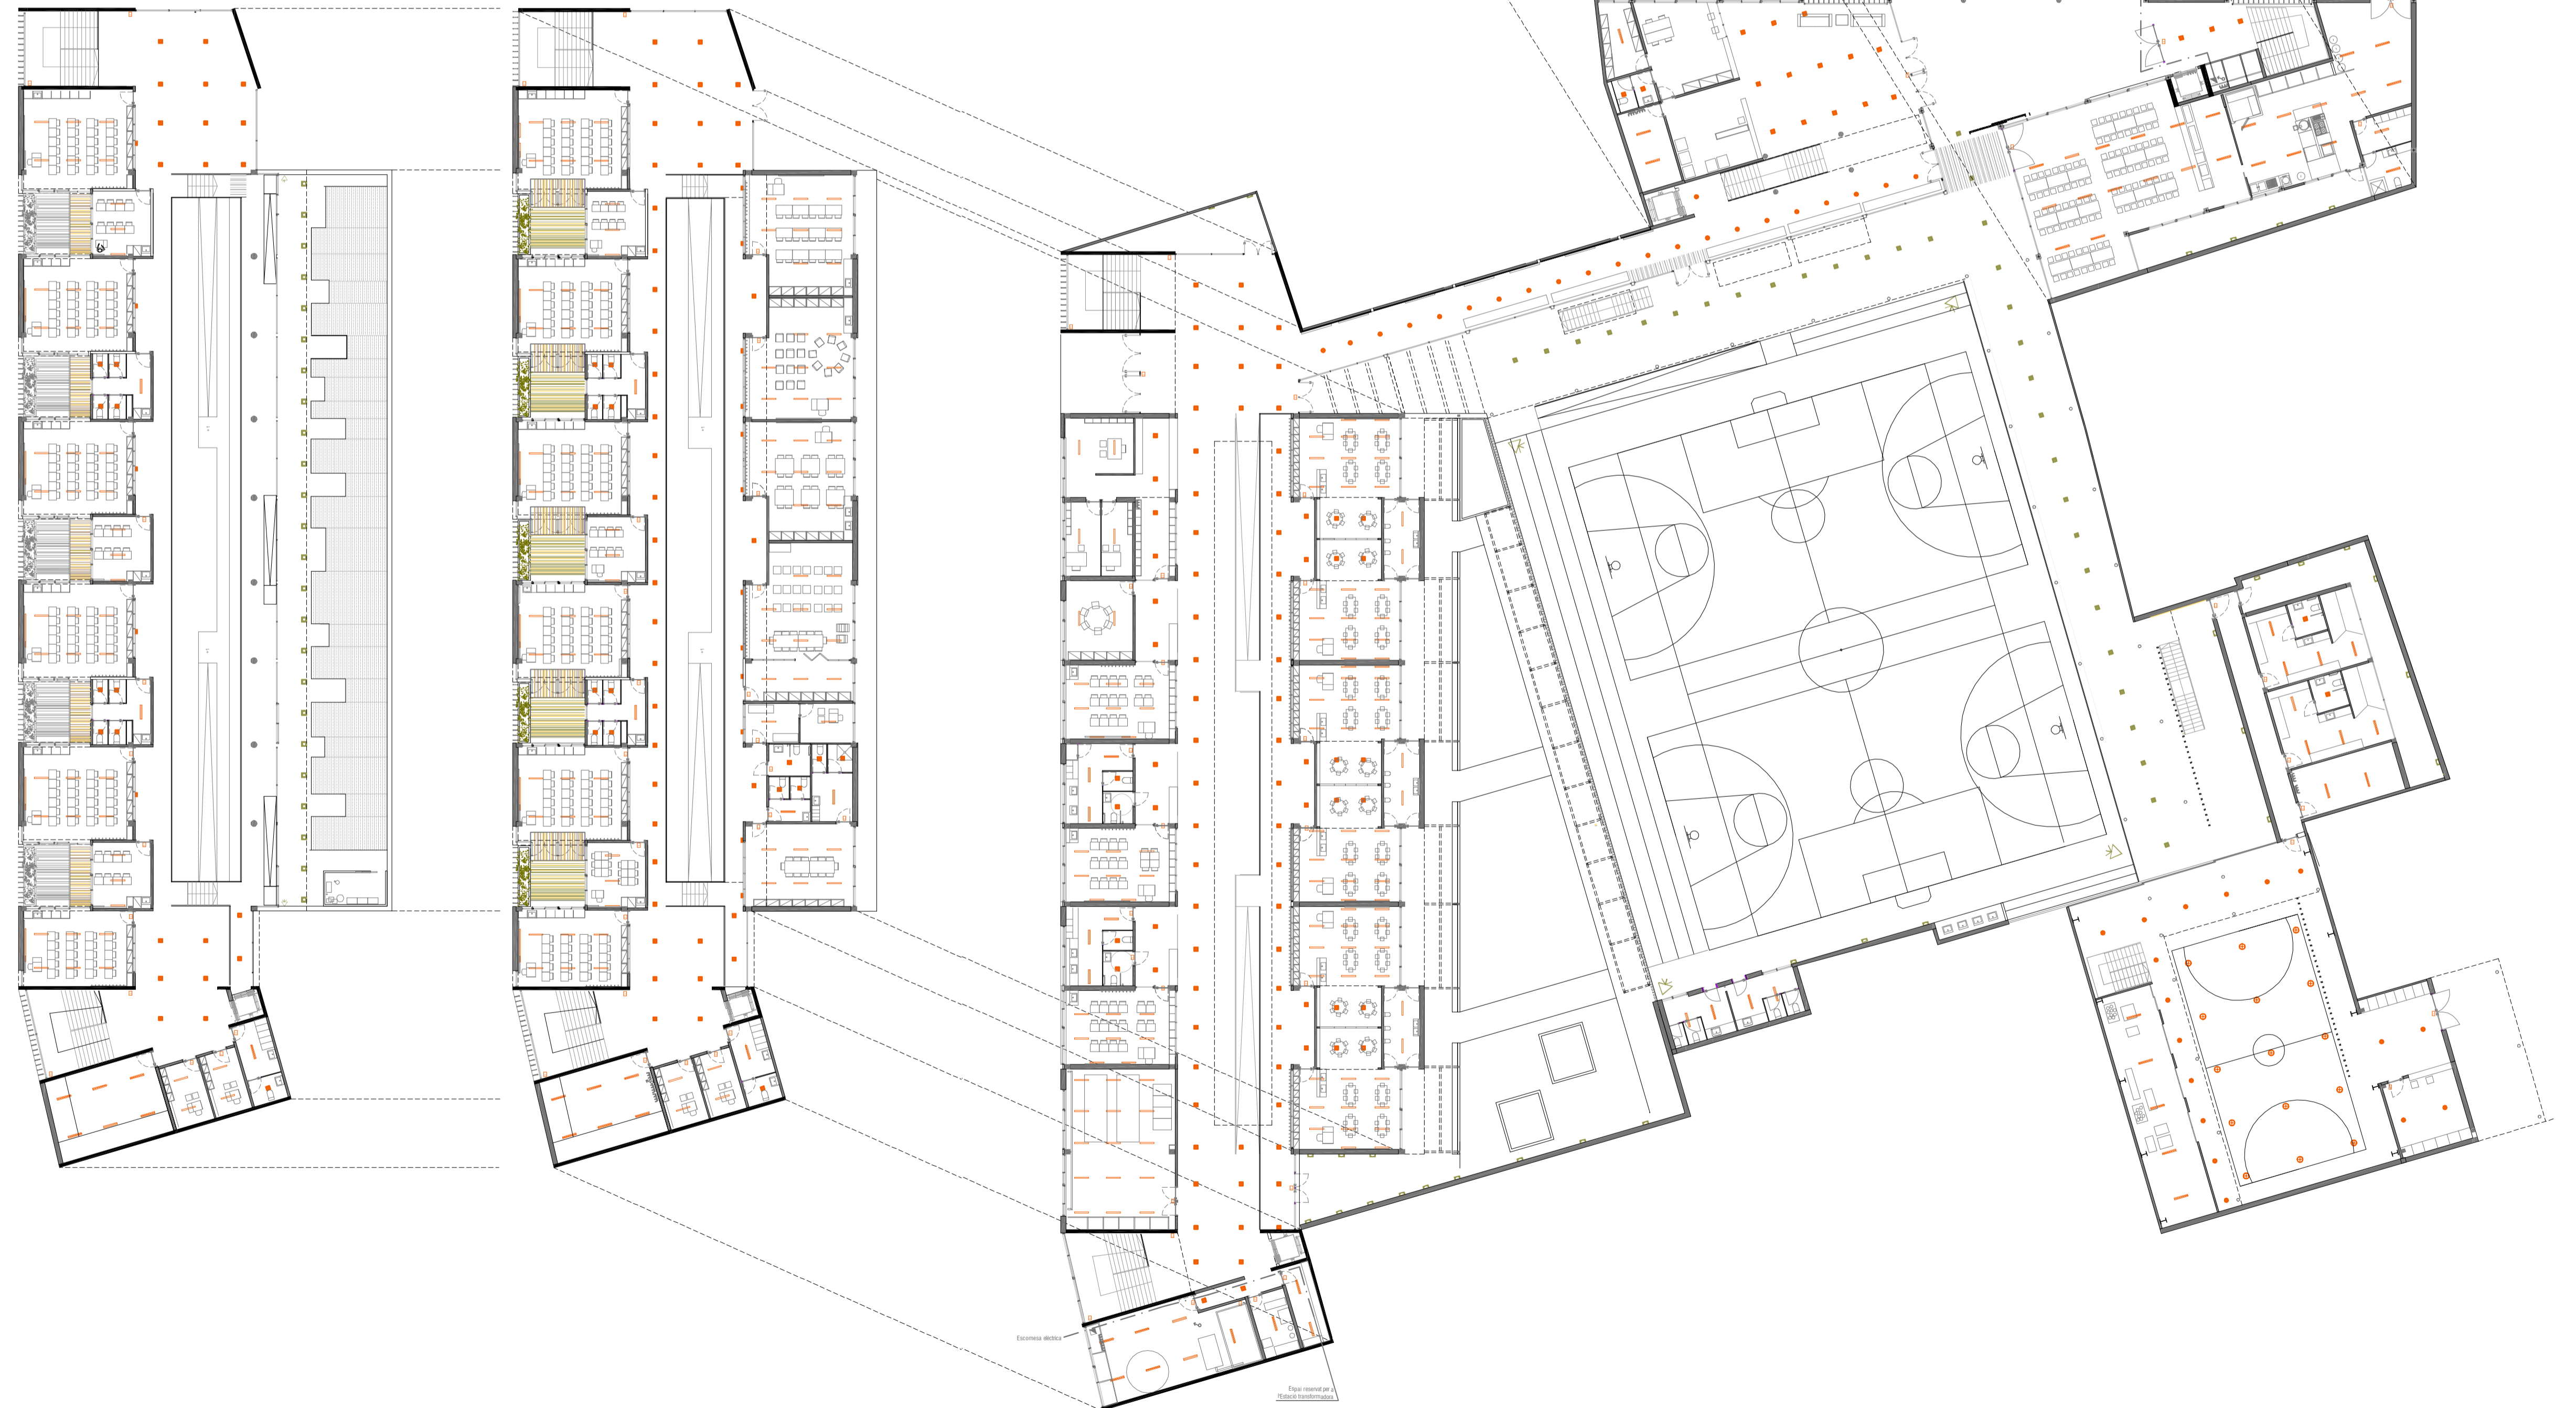 Escomesa elèctrica
Espai reservat per a
l'Estació transformadora